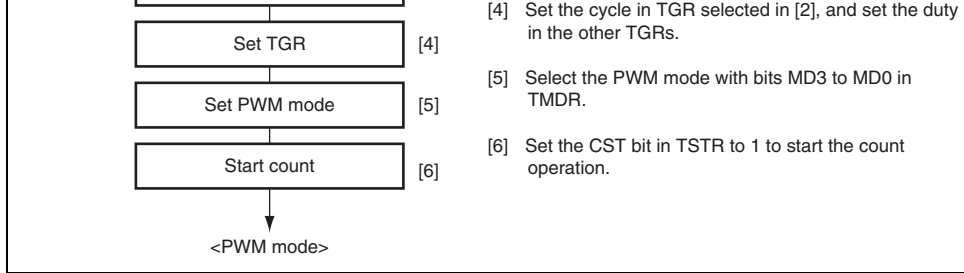 [4] Set the cycle in TGR selected in [2], and set the duty
in the other TGRs.
Set TGR [4]
[5] Select the PWM mode with bits MD3 to MD0 in
TMDR.
Set PWM mode [5]
[6] Set the CST bit in TSTR to 1 to start the count
operation.
Start count [6]
<PWM mode>